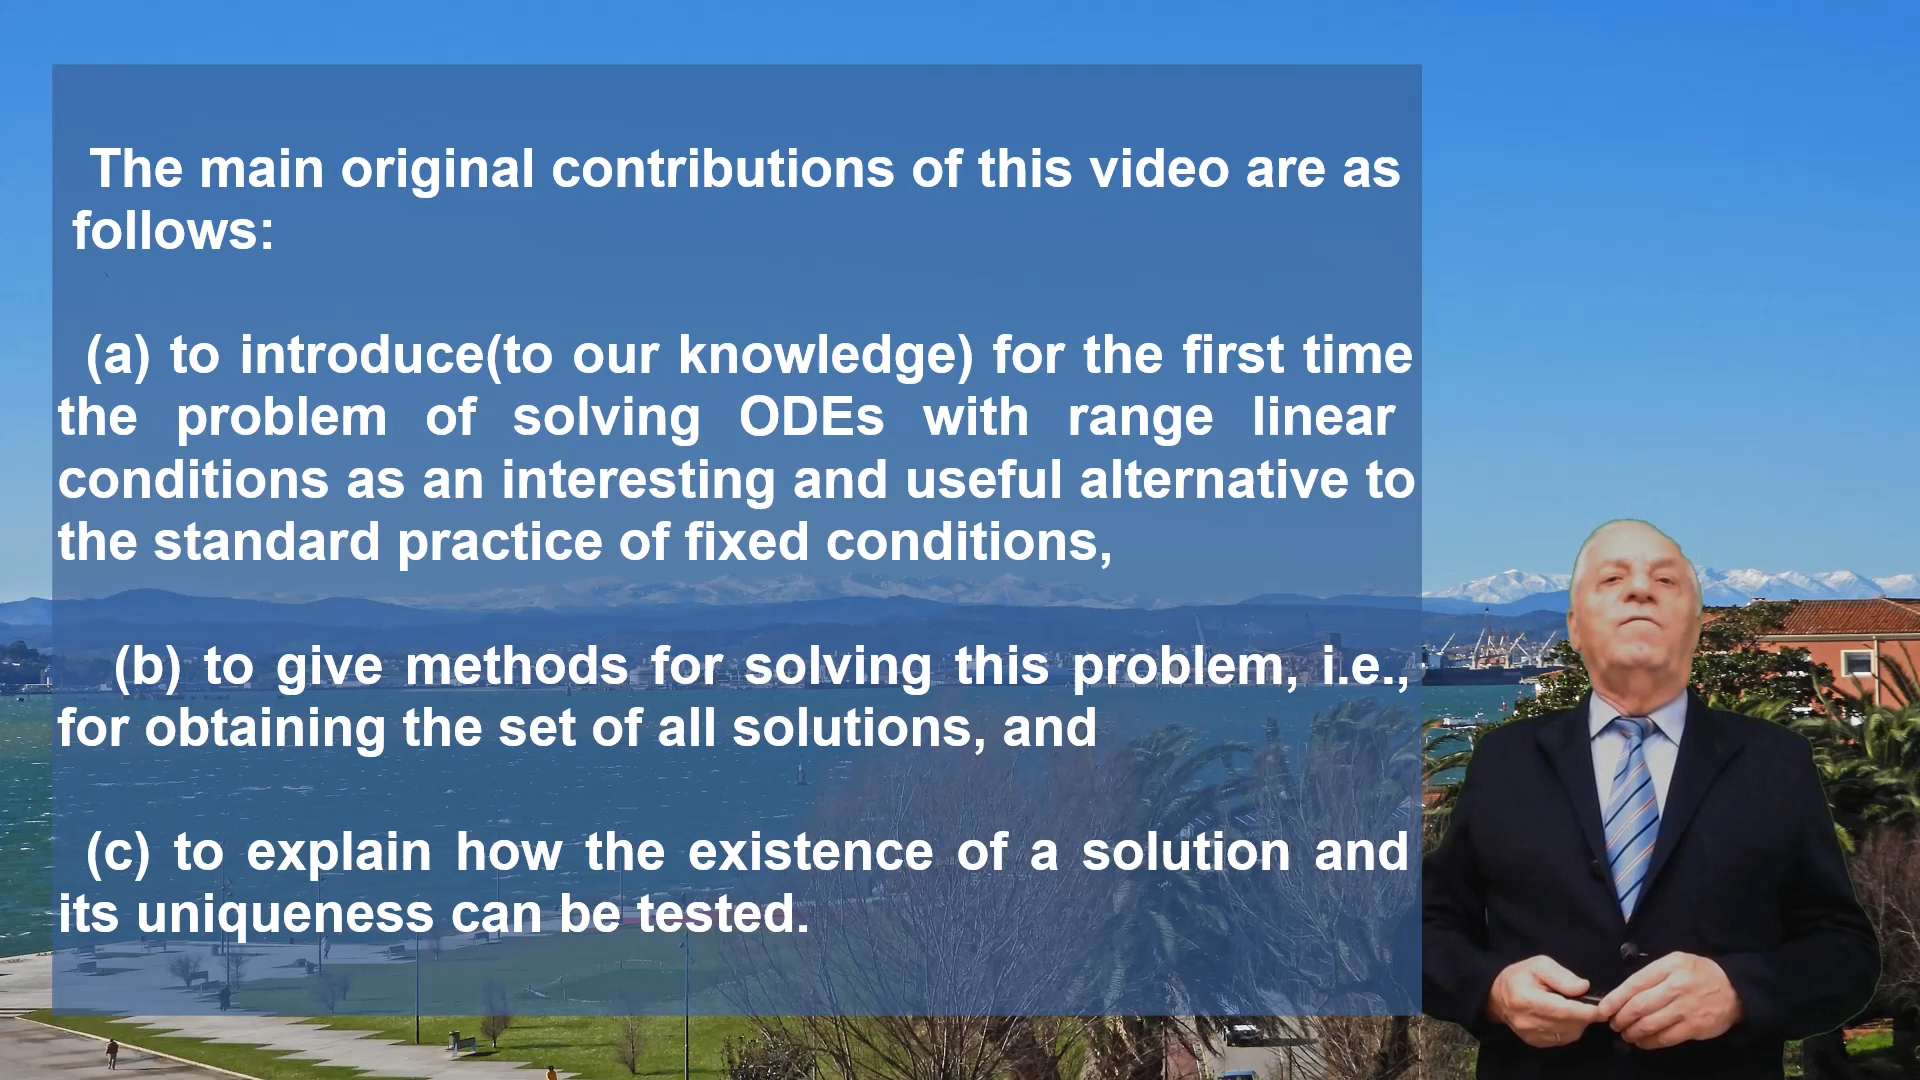 The main original contributions of this video are as
follows:
(a) to introduce(to our knowledge) for the first time
the problem of solving ODEs with range linear
conditions as an interesting and useful alternative to
the standard practice of fixed conditions,
(b) to give methods for solving this problem, i.e.,
for obtaining the set of all solutions, and
(c) to explain how the existence of a solution and
its uniqueness can be tested.